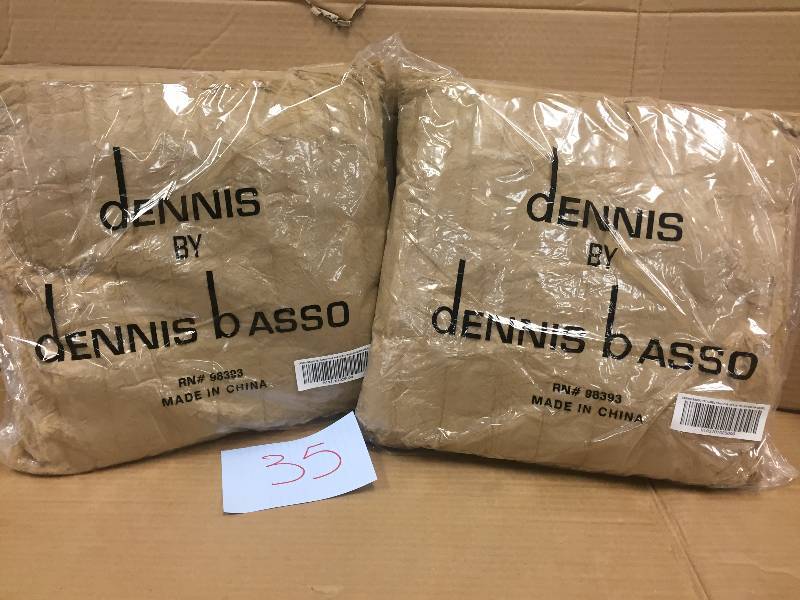 dENNIS
BY
dENNIS bASSO
RN# 98393
MADE IN CHINA
dENNIS
BY
dENNIS bASSO
RN# 98393
MADE IN CHINA
35